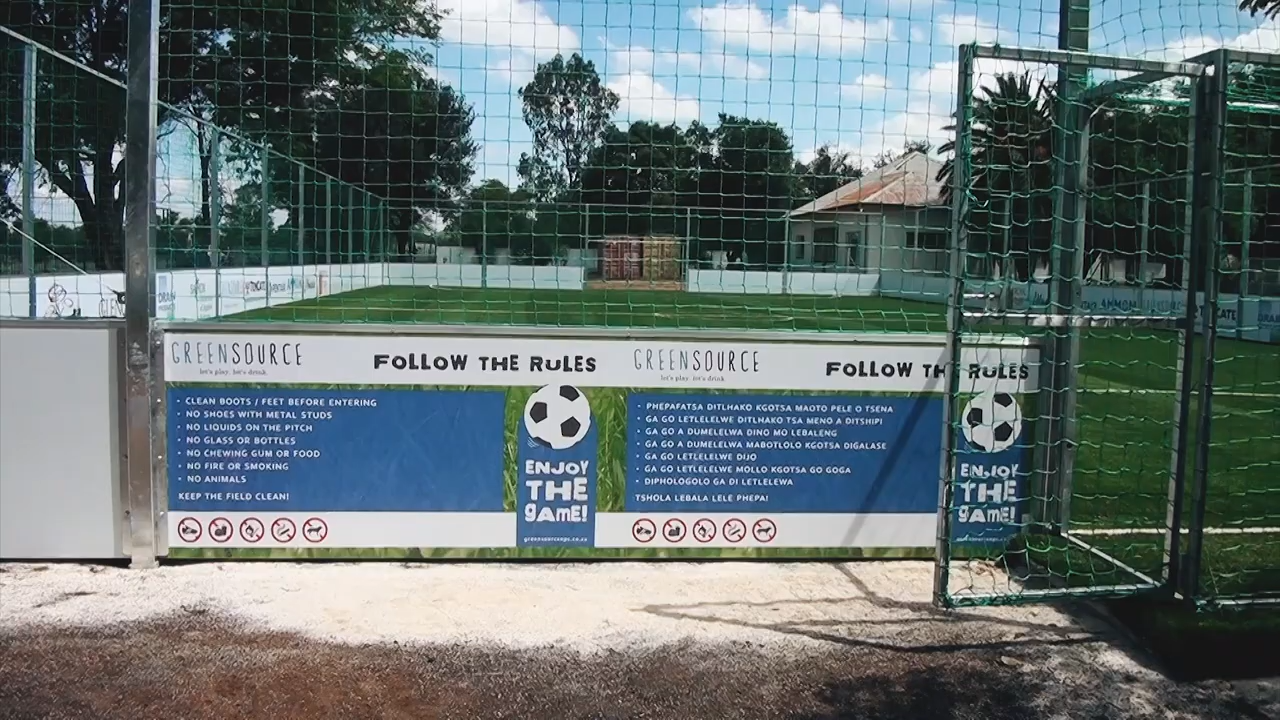 GREENSOURCE
let's play. let's drink.
FOLLOW THE RULES
• CLEAN BOOTS / FEET BEFORE ENTERING
• NO SHOES WITH METAL STUDS
• NO LIQUIDS ON THE PITCH
• NO GLASS OR BOTTLES
• NO CHEWING GUM OR FOOD
• NO FIRE OR SMOKING
• NO ANIMALS
KEEP THE FIELD CLEAN!
ENJOY
THE
gAmE!
GREENSOURCE
let's play. let's drink
FOLLOW THE RULES
• PHEPAFATSA DITLHAKO KGOTSA MAOTO PELE O TSENA
• GA GO LETLELELWE DITLHAKO TSA MENO A DITSHIPI
• GA GO A DUMELELWA DINO MO LEBALENG
• GA GO A DUMELELWA MABOTLOLO KGOTSA DIGALASE
• GA GO LETLELELWE DIJO
• GA GO LETLELELWE MOLLO KGOTSA GO GOGA
• DIPHOLOGOLO GA DI LETLELEWA
TSHOLA LEBALA LELE PHEPA!
ENJOY
THE
gAmE!